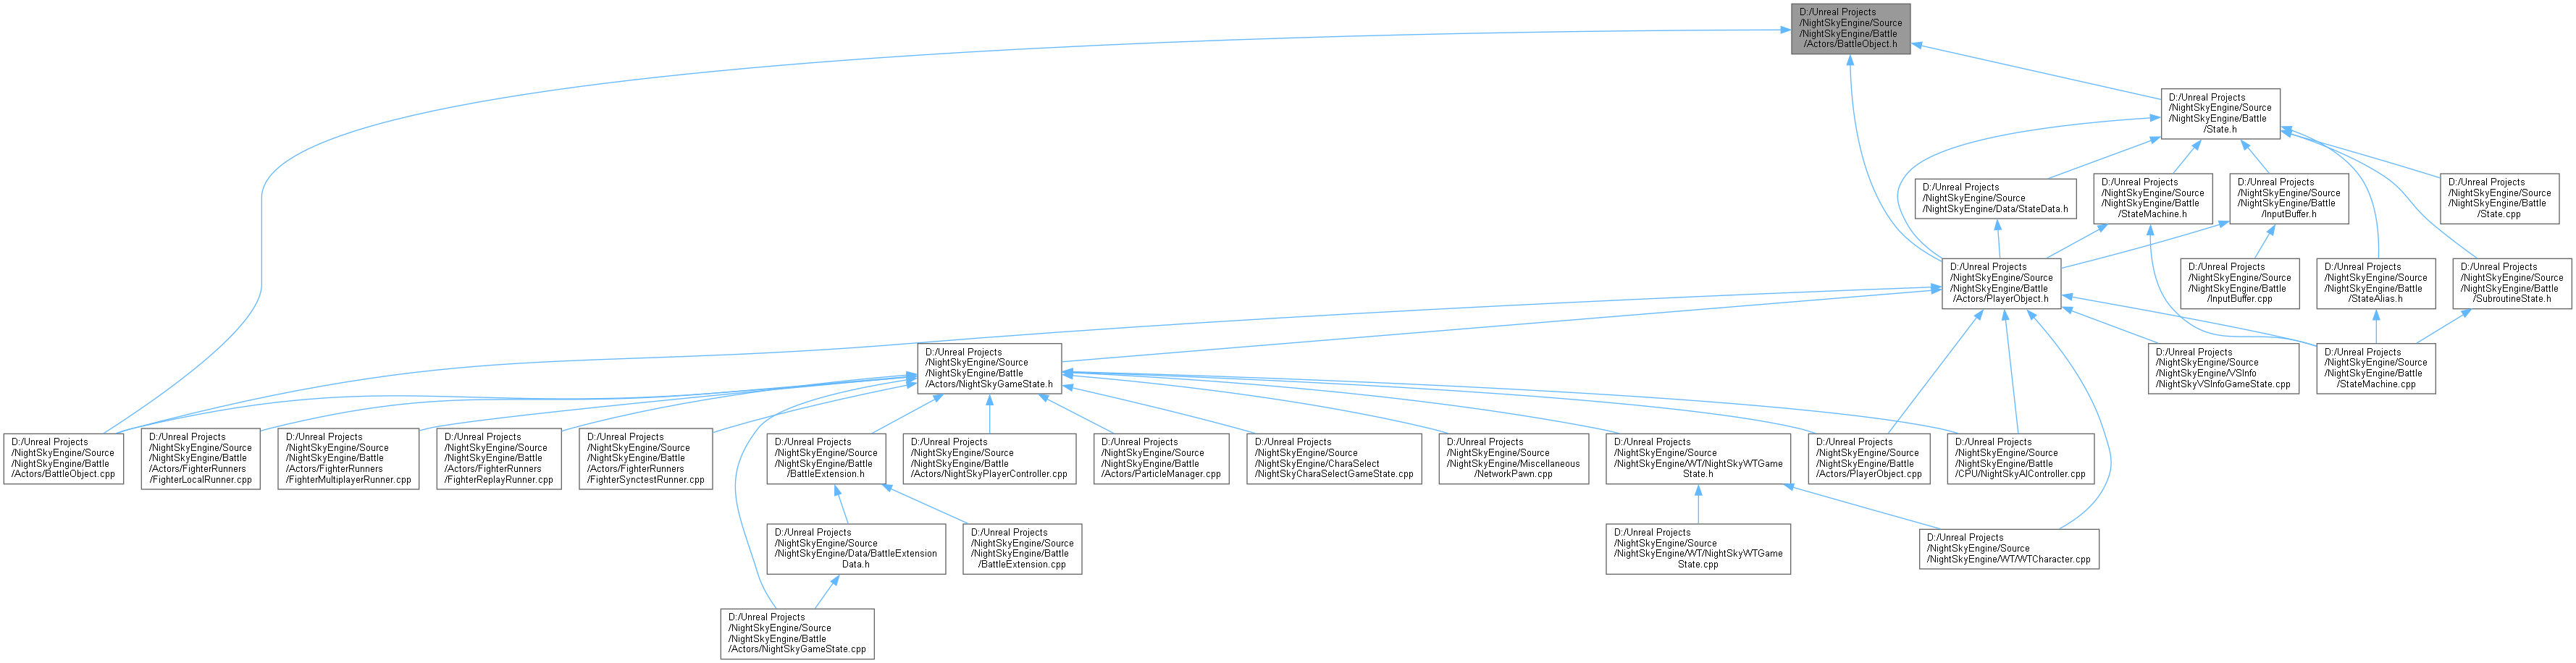 D:/Unreal Projects
/NightSkyEngine/Source
/NightSkyEngine/Battle
/Actors/BattleObject.h
D:/Unreal Projects
/NightSkyEngine/Source
/NightSkyEngine/Battle
/State.h
D:/Unreal Projects
/NightSkyEngine/Source
/NightSkyEngine/Data/StateData.h
D:/Unreal Projects
/NightSkyEngine/Source
/NightSkyEngine/Battle
/StateMachine.h
D:/Unreal Projects
/NightSkyEngine/Source
/NightSkyEngine/Battle
/InputBuffer.h
D:/Unreal Projects
/NightSkyEngine/Source
/NightSkyEngine/Battle
/State.cpp
D:/Unreal Projects
/NightSkyEngine/Source
/NightSkyEngine/Battle
/Actors/PlayerObject.h
D:/Unreal Projects
/NightSkyEngine/Source
/NightSkyEngine/Battle
/InputBuffer.cpp
D:/Unreal Projects
/NightSkyEngine/Source
/NightSkyEngine/Battle
/StateAlias.h
D:/Unreal Projects
/NightSkyEngine/Source
/NightSkyEngine/Battle
/SubroutineState.h
D:/Unreal Projects
/NightSkyEngine/Source
/NightSkyEngine/Battle
/Actors/NightSkyGameState.h
D:/Unreal Projects
/NightSkyEngine/Source
/NightSkyEngine/VSInfo
/NightSkyVSInfoGameState.cpp
D:/Unreal Projects
/NightSkyEngine/Source
/NightSkyEngine/Battle
/StateMachine.cpp
D:/Unreal Projects
/NightSkyEngine/Source
/NightSkyEngine/Battle
/Actors/BattleObject.cpp
D:/Unreal Projects
/NightSkyEngine/Source
/NightSkyEngine/Battle
/Actors/FighterRunners
/FighterLocalRunner.cpp
D:/Unreal Projects
/NightSkyEngine/Source
/NightSkyEngine/Battle
/Actors/FighterRunners
/FighterMultiplayerRunner.cpp
D:/Unreal Projects
/NightSkyEngine/Source
/NightSkyEngine/Battle
/Actors/FighterRunners
/FighterReplayRunner.cpp
D:/Unreal Projects
/NightSkyEngine/Source
/NightSkyEngine/Battle
/Actors/FighterRunners
/FighterSynctestRunner.cpp
D:/Unreal Projects
/NightSkyEngine/Source
/NightSkyEngine/Battle
/BattleExtension.h
D:/Unreal Projects
/NightSkyEngine/Source
/NightSkyEngine/Battle
/Actors/NightSkyPlayerController.cpp
D:/Unreal Projects
/NightSkyEngine/Source
/NightSkyEngine/Battle
/Actors/ParticleManager.cpp
D:/Unreal Projects
/NightSkyEngine/Source
/NightSkyEngine/CharaSelect
/NightSkyCharaSelectGameState.cpp
D:/Unreal Projects
/NightSkyEngine/Source
/NightSkyEngine/Miscellaneous
/NetworkPawn.cpp
D:/Unreal Projects
/NightSkyEngine/Source
/NightSkyEngine/WT/NightSkyWTGame
State.h
D:/Unreal Projects
/NightSkyEngine/Source
/NightSkyEngine/Battle
/Actors/PlayerObject.cpp
D:/Unreal Projects
/NightSkyEngine/Source
/NightSkyEngine/Battle
/CPU/NightSkyAIController.cpp
D:/Unreal Projects
/NightSkyEngine/Source
/NightSkyEngine/Data/BattleExtension
Data.h
D:/Unreal Projects
/NightSkyEngine/Source
/NightSkyEngine/Battle
/BattleExtension.cpp
D:/Unreal Projects
/NightSkyEngine/Source
/NightSkyEngine/WT/NightSkyWTGame
State.cpp
D:/Unreal Projects
/NightSkyEngine/Source
/NightSkyEngine/WT/WTCharacter.cpp
D:/Unreal Projects
/NightSkyEngine/Source
/NightSkyEngine/Battle
/Actors/NightSkyGameState.cpp